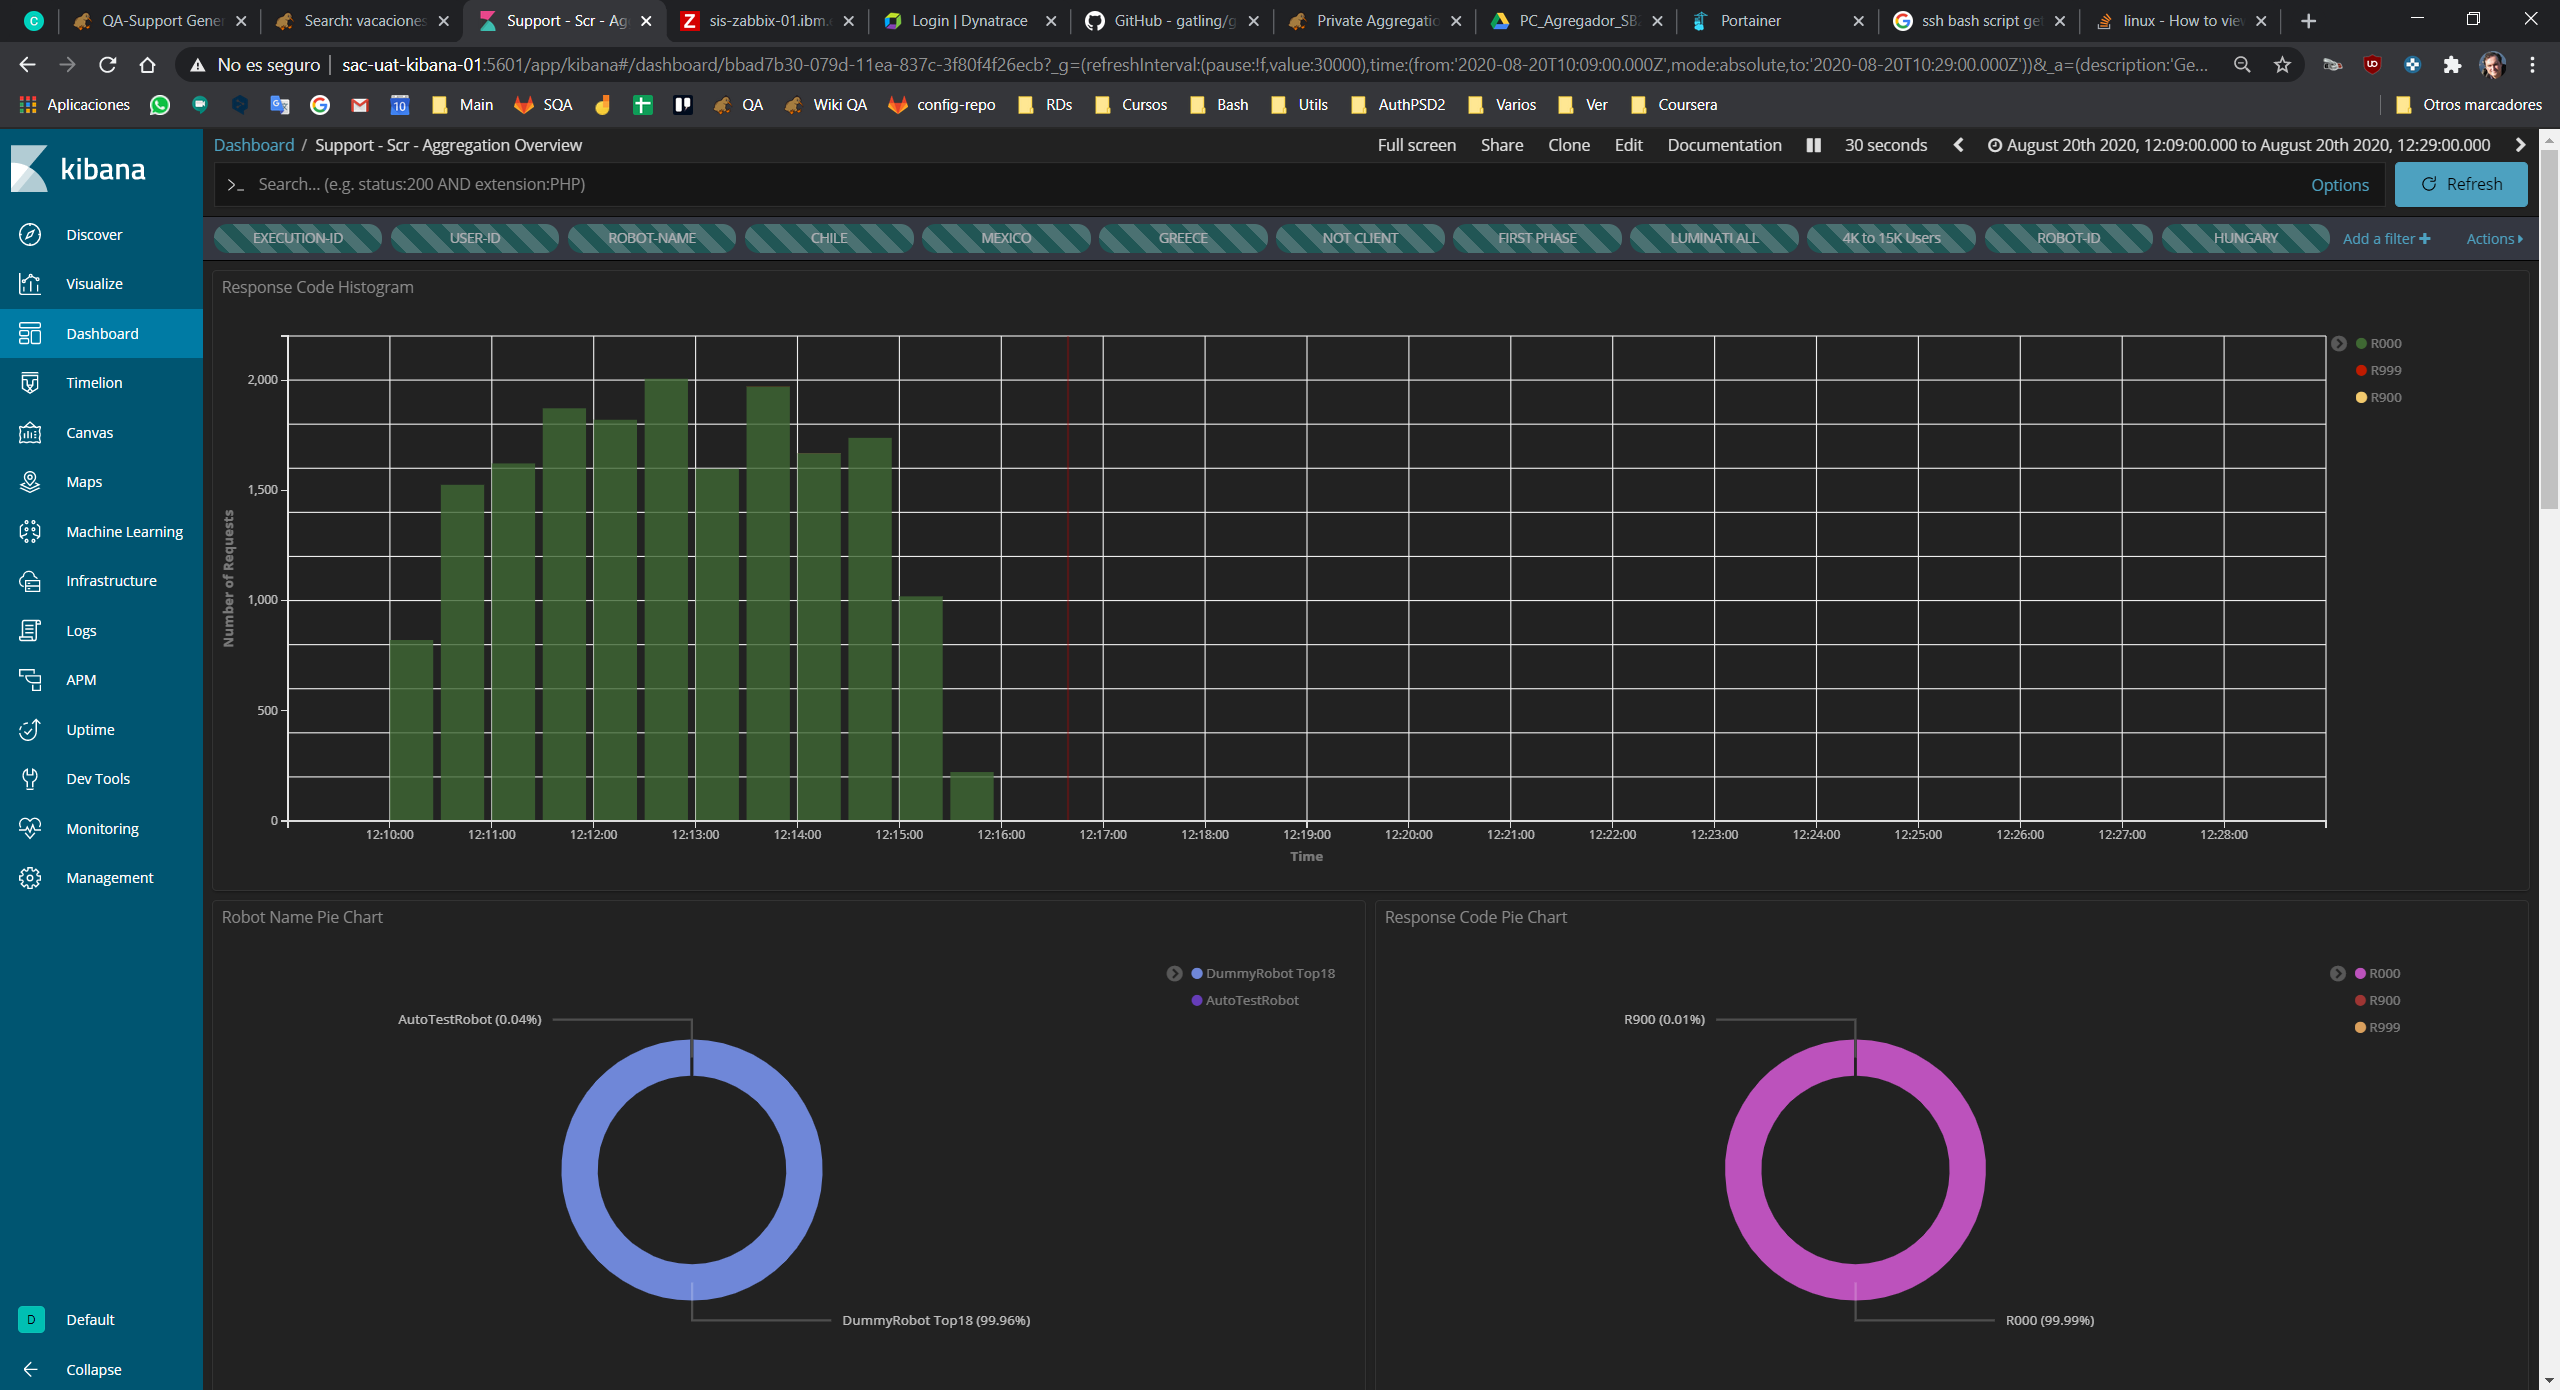 QA-Support Gener
Search: vacaciones
Support - Scr - Ag
sis-zabbix-01.ibm.
Login | Dynatrace
GitHub - gatling/g
Private Aggregatio
PC_Agregador_SB
Portainer
ssh bash script get
linux - How to view
No es seguro | sac-uat-kibana-01:5601/app/kibana#/dashboard/bbad7b30-079d-11ea-837c-3f80f4f26ecb?_g=(refreshInterval:(pause:!f,value:30000),time:(from:'2020-08-20T10:09:00.000Z',mode:absolute,to:'2020-08-20T10:29:00.000Z'))&_a=(description:'Ge...
Aplicaciones Main SQA QA Wiki QA config-repo RDs Cursos Bash Utils AuthPSD2 Varios Ver Coursera Otros marcadores
kibana
Discover
Visualize
Dashboard
Timelion
Canvas
Maps
Machine Learning
Infrastructure
Logs
APM
Uptime
Dev Tools
Monitoring
Management
D Default
Collapse
Dashboard / Support - Scr - Aggregation Overview
Full screen Share Clone Edit Documentation 30 seconds August 20th 2020, 12:09:00.000 to August 20th 2020, 12:29:00.000
>_ Search... (e.g. status:200 AND extension:PHP) Options Refresh
EXECUTION-ID USER-ID ROBOT-NAME CHILE MEXICO GREECE NOT CLIENT FIRST PHASE LUMINATI ALL 4K to 15K Users ROBOT-ID HUNGARY Add a filter + Actions
Response Code Histogram
R000
R999
R900
2,000
1,500
1,000
500
0
Number of Requests
12:10:00 12:11:00 12:12:00 12:13:00 12:14:00 12:15:00 12:16:00 12:17:00 12:18:00 12:19:00 12:20:00 12:21:00 12:22:00 12:23:00 12:24:00 12:25:00 12:26:00 12:27:00 12:28:00
Time
Robot Name Pie Chart
DummyRobot Top18
AutoTestRobot
AutoTestRobot (0.04%)
DummyRobot Top18 (99.96%)
Response Code Pie Chart
R000
R900
R999
R900 (0.01%)
R000 (99.99%)